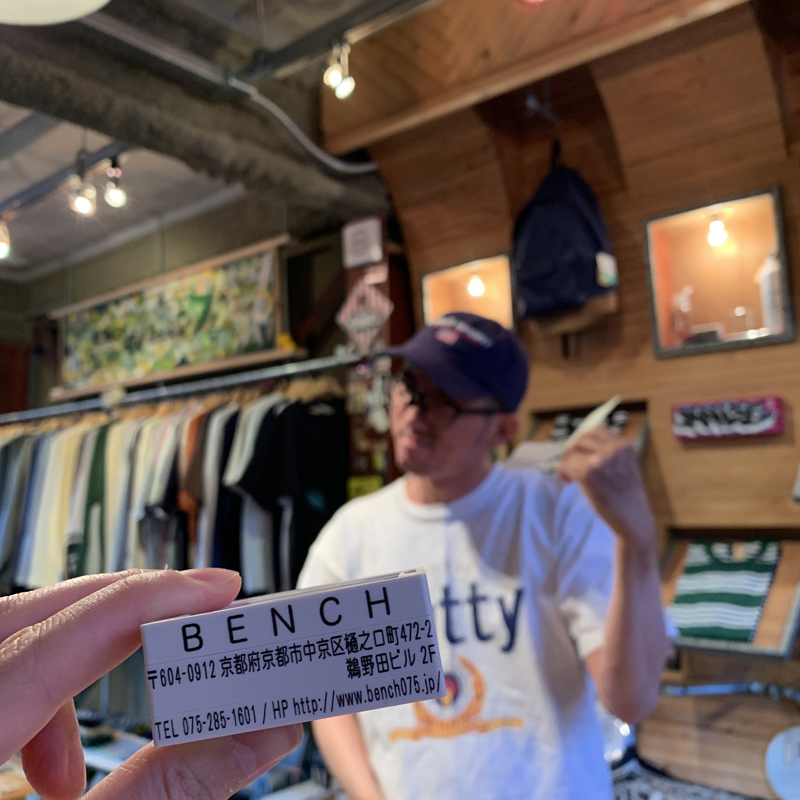 BENCH
〒604-0912 京都府京都市中京区樋之口町472-2
鵜野田ビル 2F
TEL 075-285-1601 / HP http://www.bench075.jp/
tty